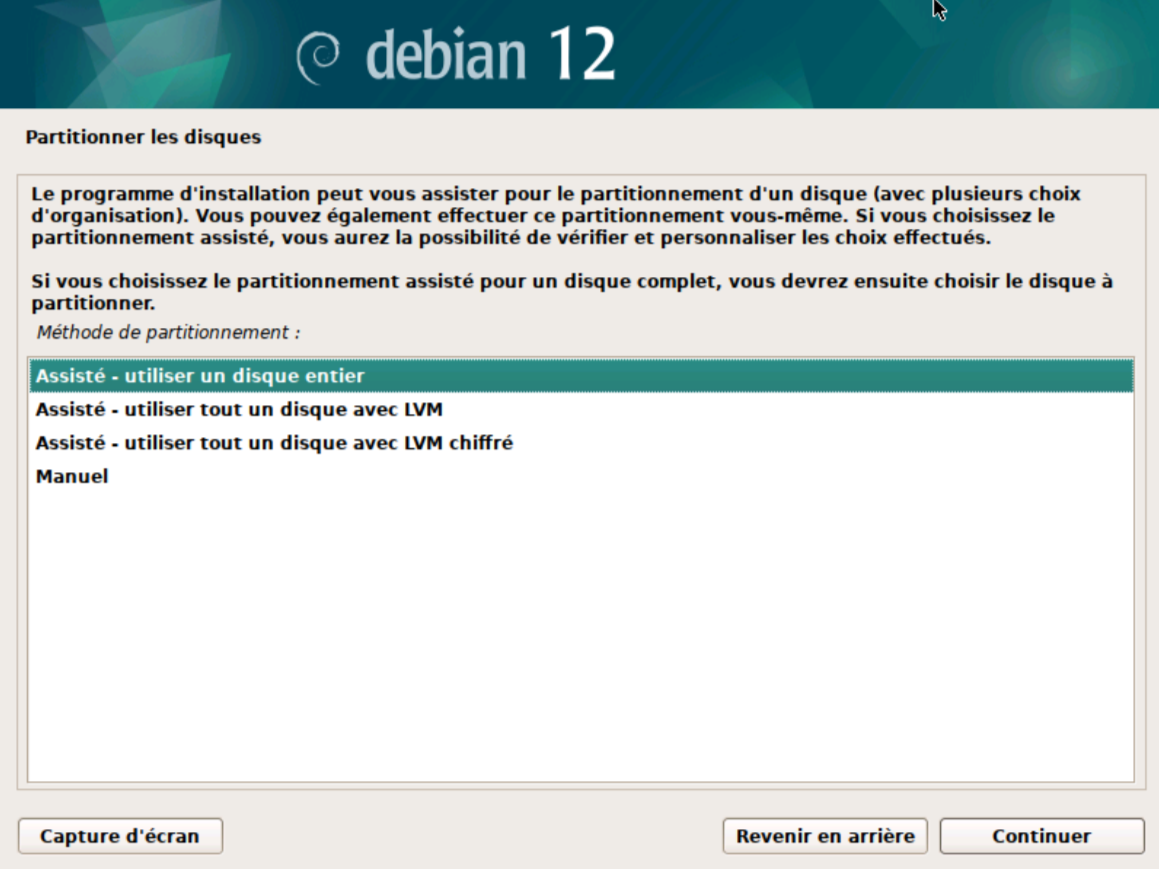 debian 12
Partitionner les disques
Le programme d'installation peut vous assister pour le partitionnement d'un disque (avec plusieurs choix
d'organisation). Vous pouvez également effectuer ce partitionnement vous-même. Si vous choisissez le
partitionnement assisté, vous aurez la possibilité de vérifier et personnaliser les choix effectués.
Si vous choisissez le partitionnement assisté pour un disque complet, vous devrez ensuite choisir le disque à
partitionner.
Méthode de partitionnement :
Assisté - utiliser un disque entier
Assisté - utiliser tout un disque avec LVM
Assisté - utiliser tout un disque avec LVM chiffré
Manuel
Capture d'écran
Revenir en arrière
Continuer